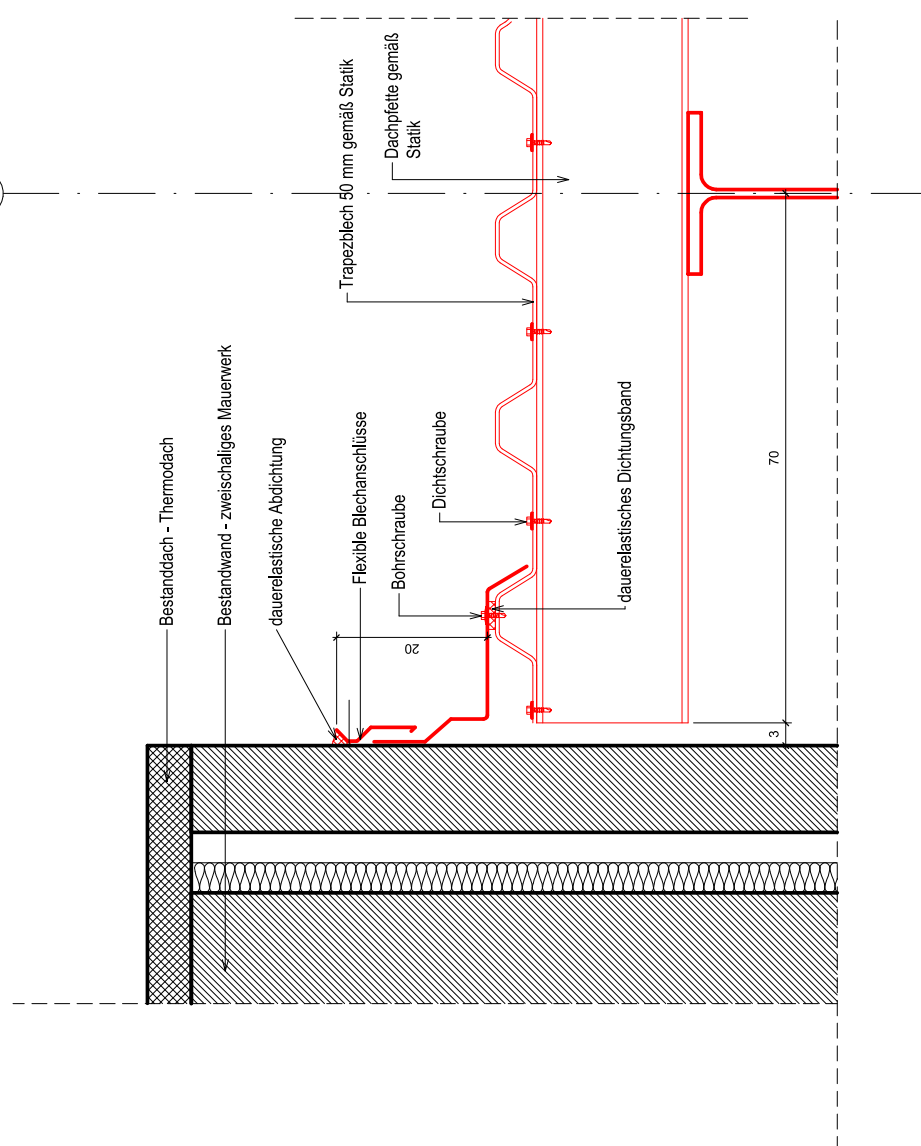 Bestanddach - Thermodach
Bestandwand - zweischaliges Mauerwerk
dauerelastische Abdichtung
Flexible Blechanschlüsse
Bohrschraube
Dichtschraube
Trapezblech 50 mm gemäß Statik
Dachpfette gemäß
Statik
dauerelastisches Dichtungsband
20
70
3